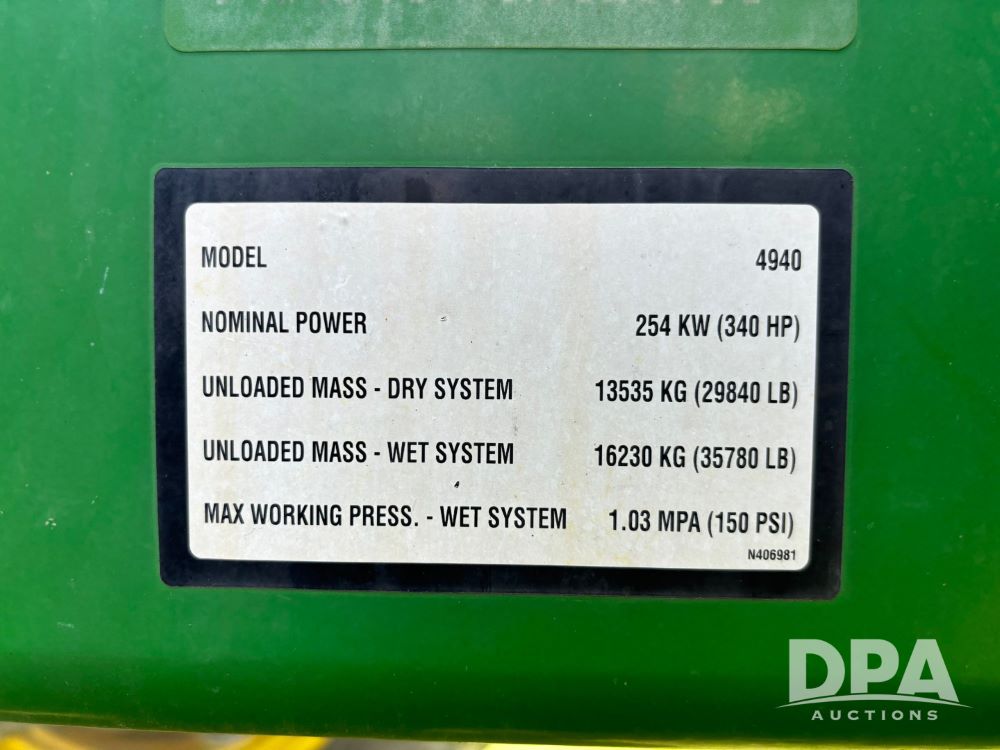 MODEL 4940
NOMINAL POWER 254 KW (340 HP)
UNLOADED MASS - DRY SYSTEM 13535 KG (29840 LB)
UNLOADED MASS - WET SYSTEM 16230 KG (35780 LB)
MAX WORKING PRESS. - WET SYSTEM 1.03 MPA (150 PSI)
N406981
DPA
AUCTIONS